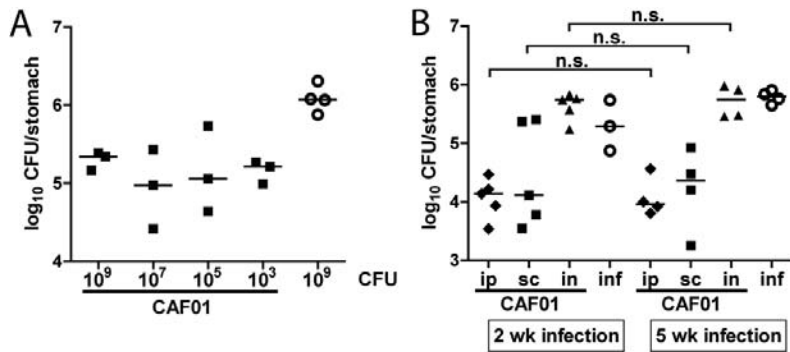 A
log10 CFU/stomach
7
6
5
4
10^9 10^7 10^5 10^3 10^9 CFU
CAF01
B
log10 CFU/stomach
7
6
5
4
3
n.s.
n.s.
n.s.
ip sc in inf ip sc in inf
CAF01 CAF01
2 wk infection 5 wk infection